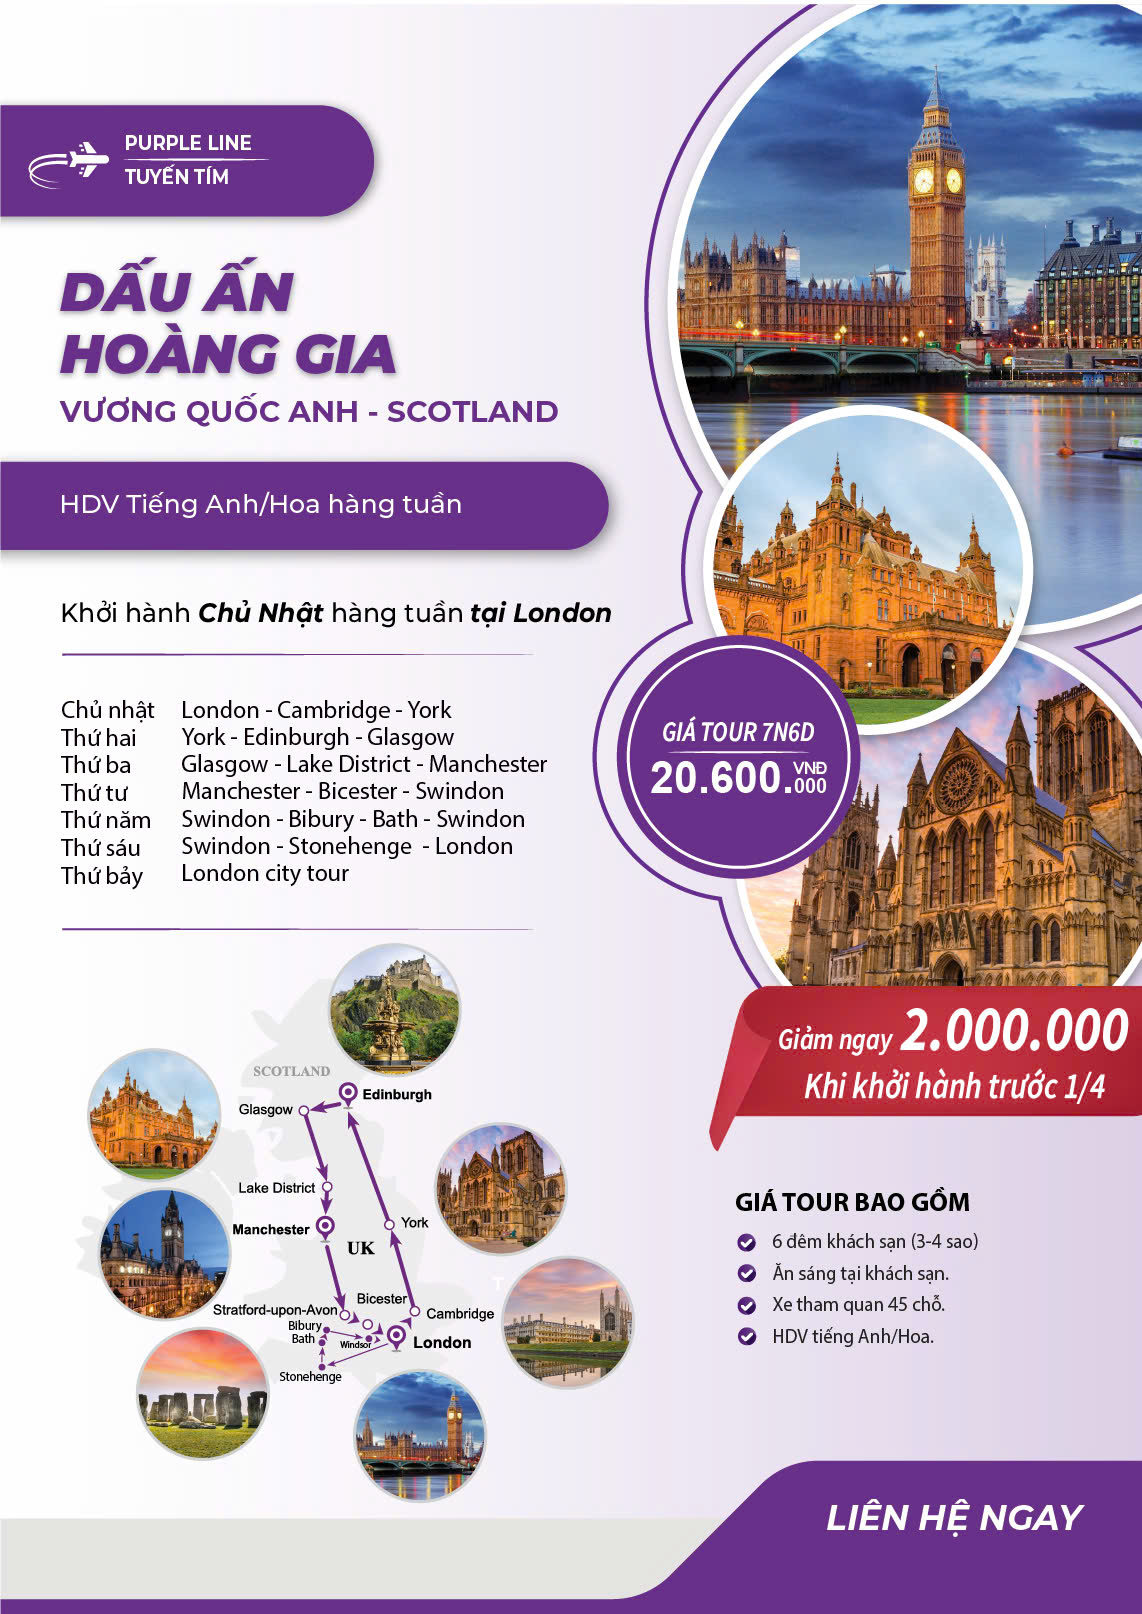 PURPLE LINE
TUYẾN TÍM
DẤU ẤN
HOÀNG GIA
VƯƠNG QUỐC ANH - SCOTLAND
HDV Tiếng Anh/Hoa hàng tuần
Khởi hành Chủ Nhật hàng tuần tại London
Chủ nhật London - Cambridge - York
Thứ hai York - Edinburgh - Glasgow
Thứ ba Glasgow - Lake District - Manchester
Thứ tư Manchester - Bicester - Swindon
Thứ năm Swindon - Bibury - Bath - Swindon
Thứ sáu Swindon - Stonehenge - London
Thứ bảy London city tour
GIÁ TOUR 7N6D
20.600.000 VNĐ
Giảm ngay 2.000.000
Khi khởi hành trước 1/4
SCOTLAND
Edinburgh
Glasgow
Lake District
Manchester
York
UK
Bicester
Stratford-upon-Avon
Cambridge
Bibury
Bath
Windsor
London
Stonehenge
T
GIÁ TOUR BAO GỒM
6 đêm khách sạn (3-4 sao)
Ăn sáng tại khách sạn.
Xe tham quan 45 chỗ.
HDV tiếng Anh/Hoa.
LIÊN HỆ NGAY